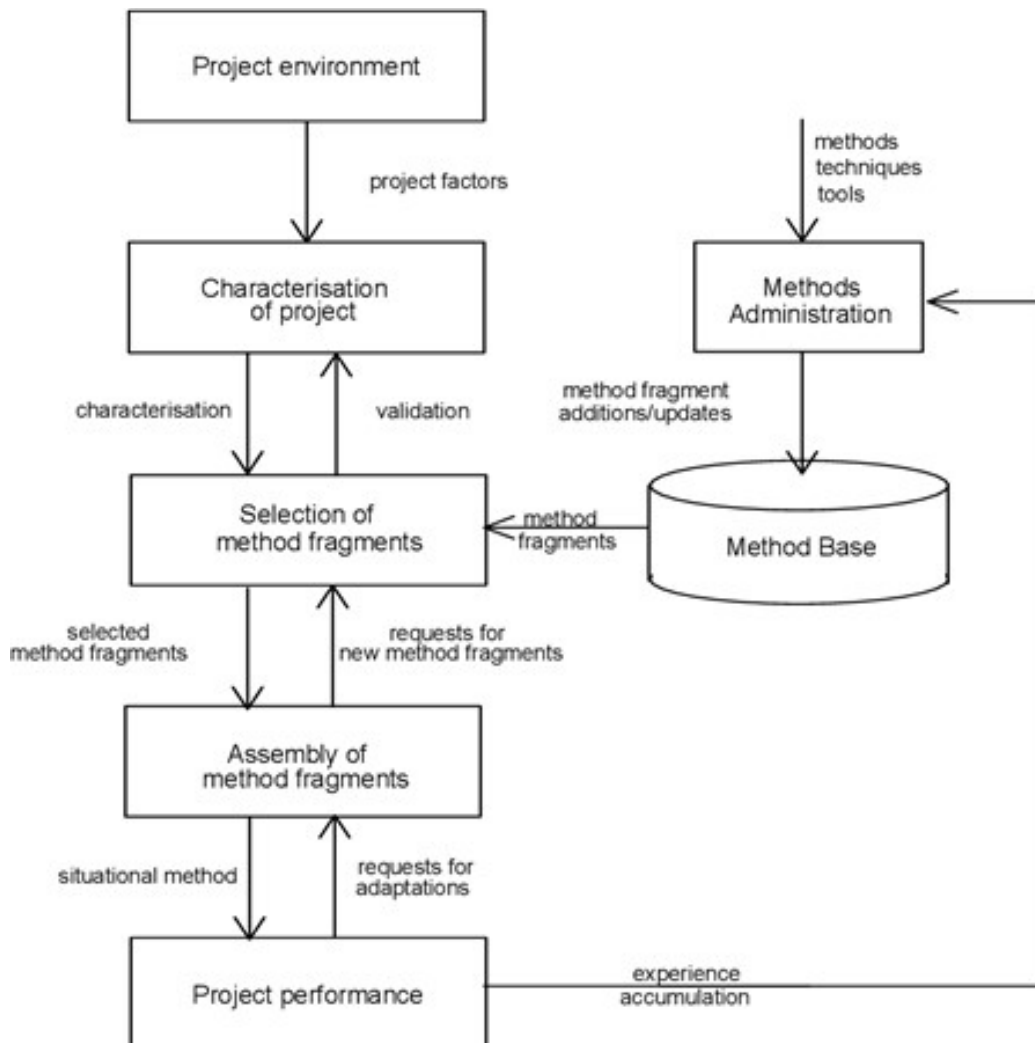 Project environment
project factors
methods
techniques
tools
Characterisation
of project
Methods
Administration
characterisation
validation
method fragment
additions/updates
Selection of
method fragments
method
fragments
Method Base
selected
method fragments
requests for
new method fragments
Assembly of
method fragments
situational method
requests for
adaptations
Project performance
experience
accumulation